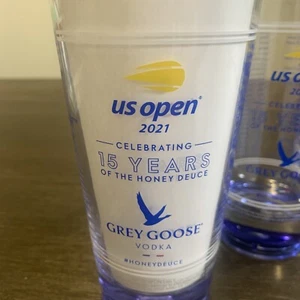 us open®
2021
CELEBRATING
15 YEARS
OF THE HONEY DEUCE
GREY GOOSE®
VODKA
#HONEYDEUCE